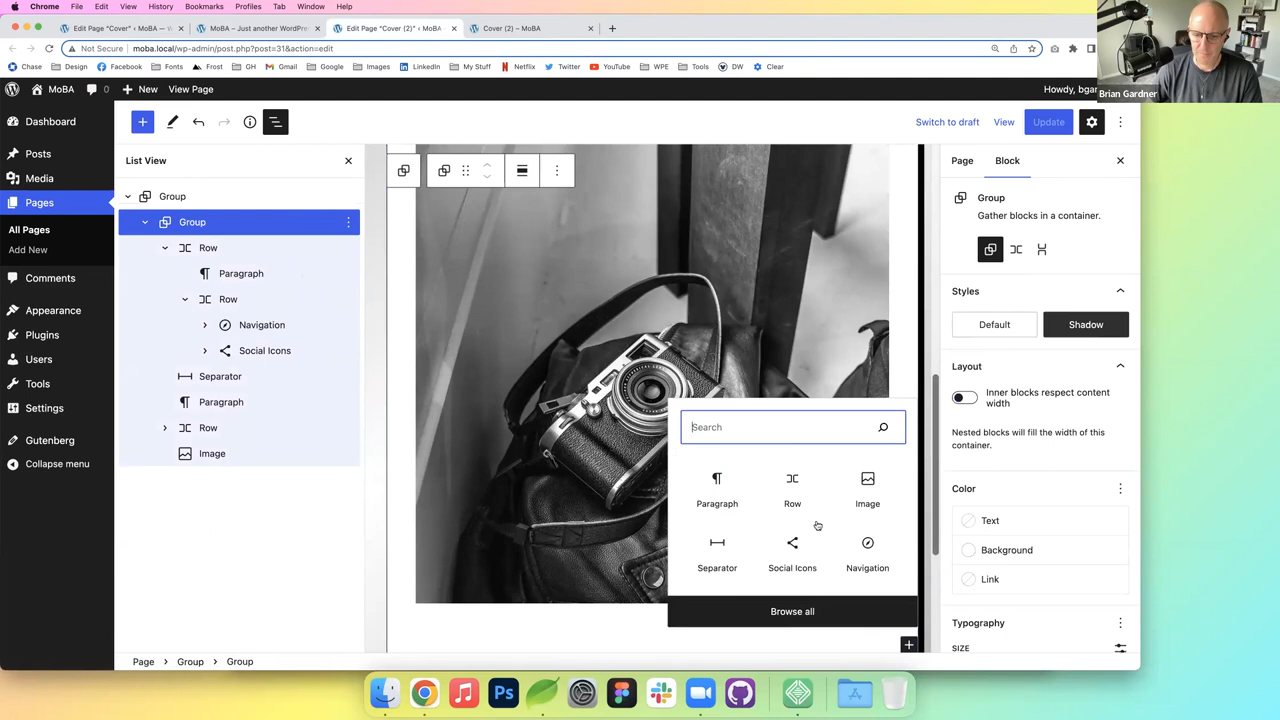 Chrome File Edit View History Bookmarks Profiles Tab Window Help
Edit Page “Cover” ‹ MoBA — W
MoBA – Just another WordPress
Edit Page “Cover (2)” ‹ MoBA
Cover (2) – MoBA
Not Secure moba.local/wp-admin/post.php?post=31&action=edit
Chase Design Facebook Fonts Frost GH Gmail Google Images LinkedIn My Stuff Netflix Twitter YouTube WPE Tools DW Clear
Brian Gardner
MoBA 0 New View Page Howdy, bgar
Dashboard
Posts
Media
Pages
All Pages
Add New
Comments
Appearance
Plugins
Users
Tools
Settings
Gutenberg
Collapse menu
Switch to draft View Update
List View
Group
Group
Row
Paragraph
Row
Navigation
Social Icons
Separator
Paragraph
Row
Image
Search
Paragraph Row Image
Separator Social Icons Navigation
Browse all
Page Block
Group
Gather blocks in a container.
Styles
Default Shadow
Layout
Inner blocks respect content
width
Nested blocks will fill the width of this
container.
Color
Text
Background
Link
Typography
SIZE
Page Group Group
Ps